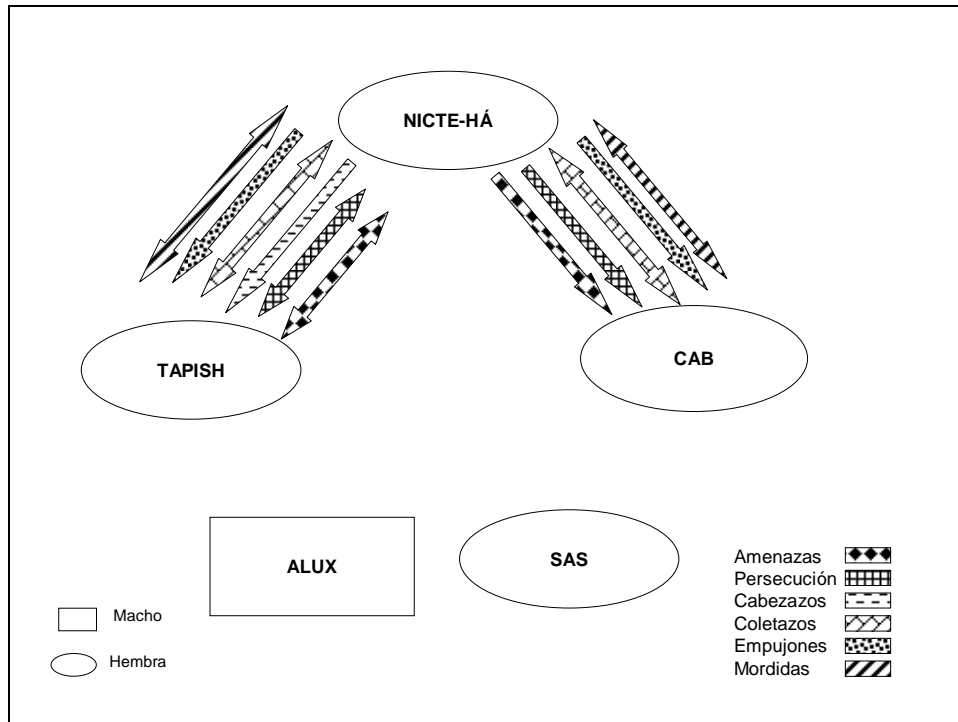 NICTE-HÁ
TAPISH
CAB
ALUX
SAS
Macho
Hembra
Amenazas
Persecución
Cabezazos
Coletazos
Empujones
Mordidas